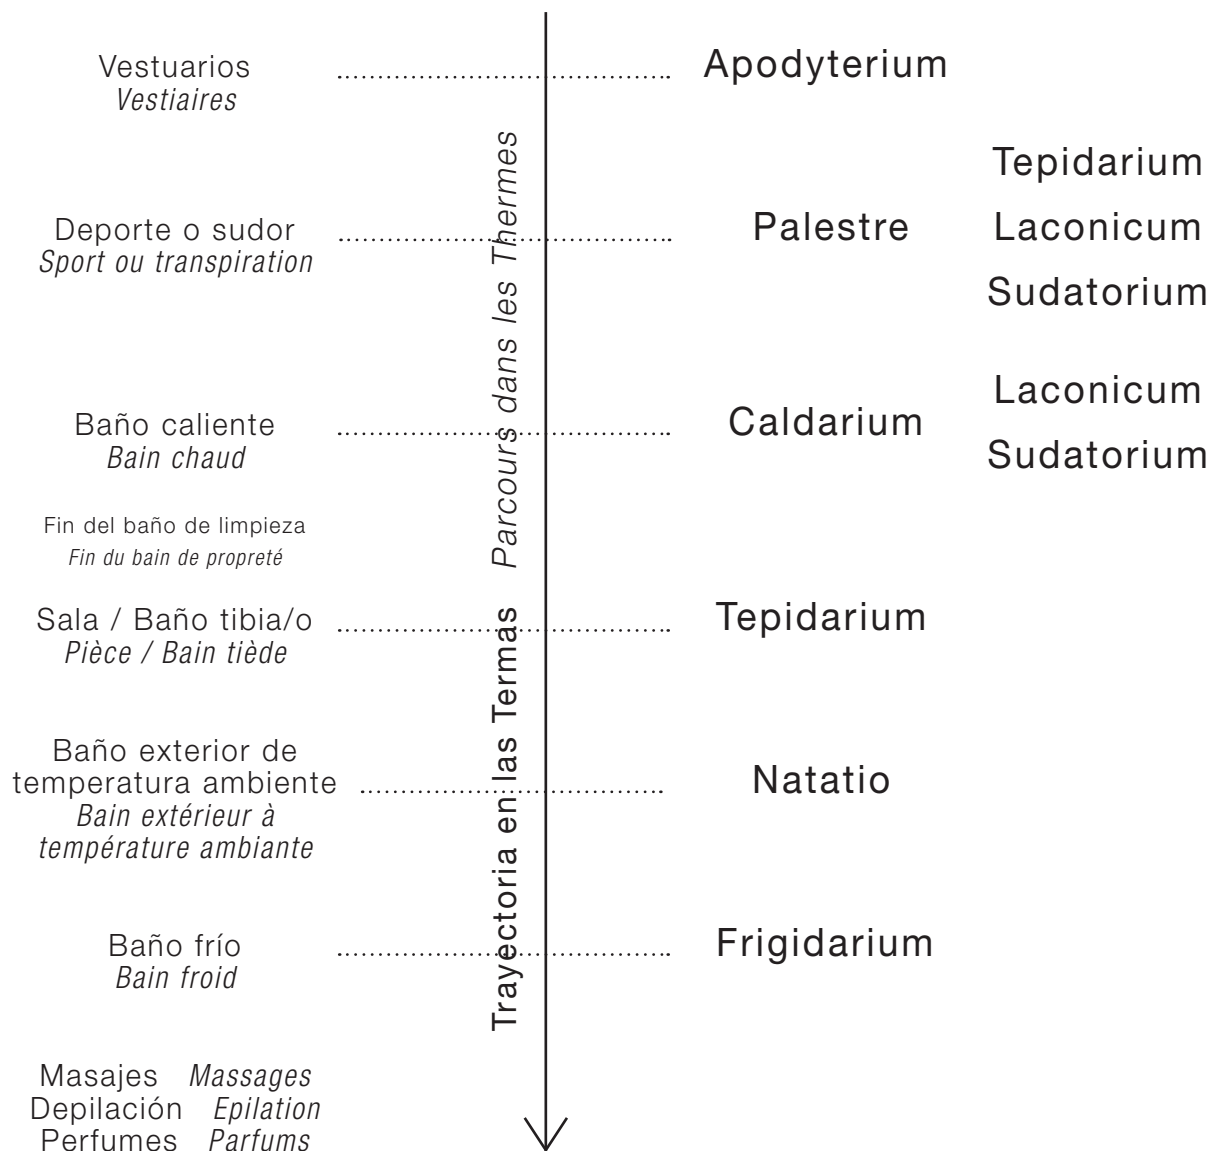 Vestuarios
Vestiaires
Apodyterium
Deporte o sudor
Sport ou transpiration
Palestre
Tepidarium
Laconicum
Sudatorium
Baño caliente
Bain chaud
Caldarium
Laconicum
Sudatorium
Fin del baño de limpieza
Fin du bain de propreté
Sala / Baño tibia/o
Pièce / Bain tiède
Tepidarium
Baño exterior de
temperatura ambiente
Bain extérieur à
température ambiante
Natatio
Baño frío
Bain froid
Frigidarium
Masajes Massages
Depilación Epilation
Perfumes Parfums
Trayectoria en las Termas Parcours dans les Thermes